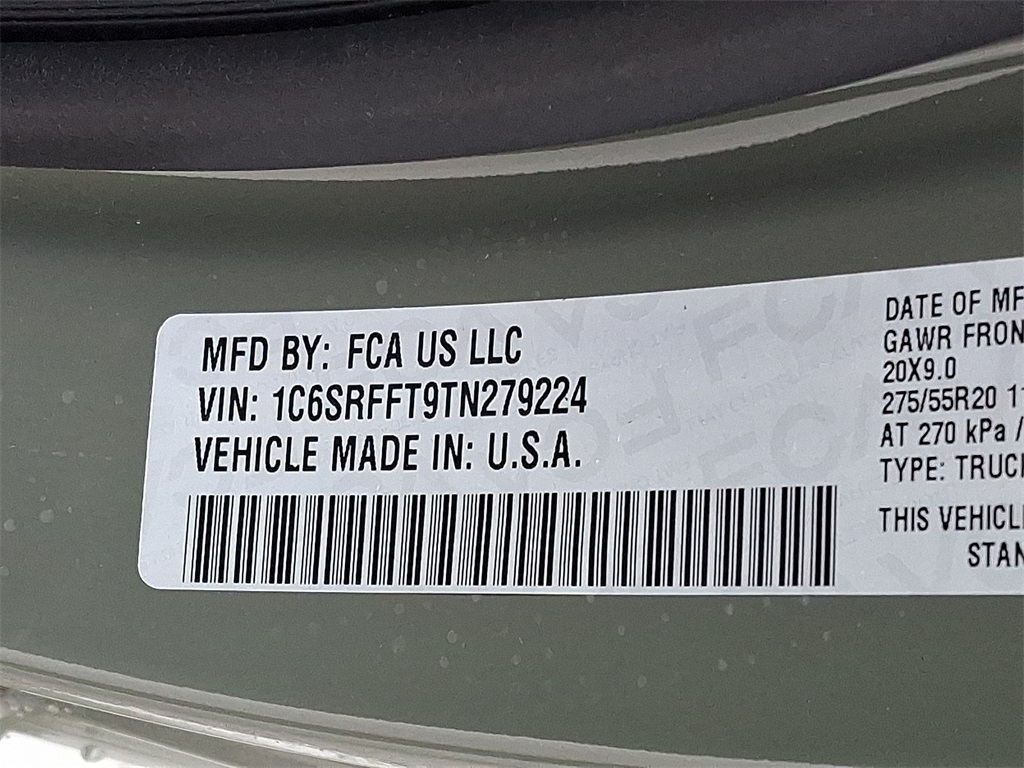 MFD BY: FCA US LLC
VIN: 1C6SRFFT9TN279224
VEHICLE MADE IN: U.S.A.
DATE OF MF
GAWR FRON
20X9.0
275/55R20 11
AT 270 kPa /
TYPE: TRUC
THIS VEHICL
STAN